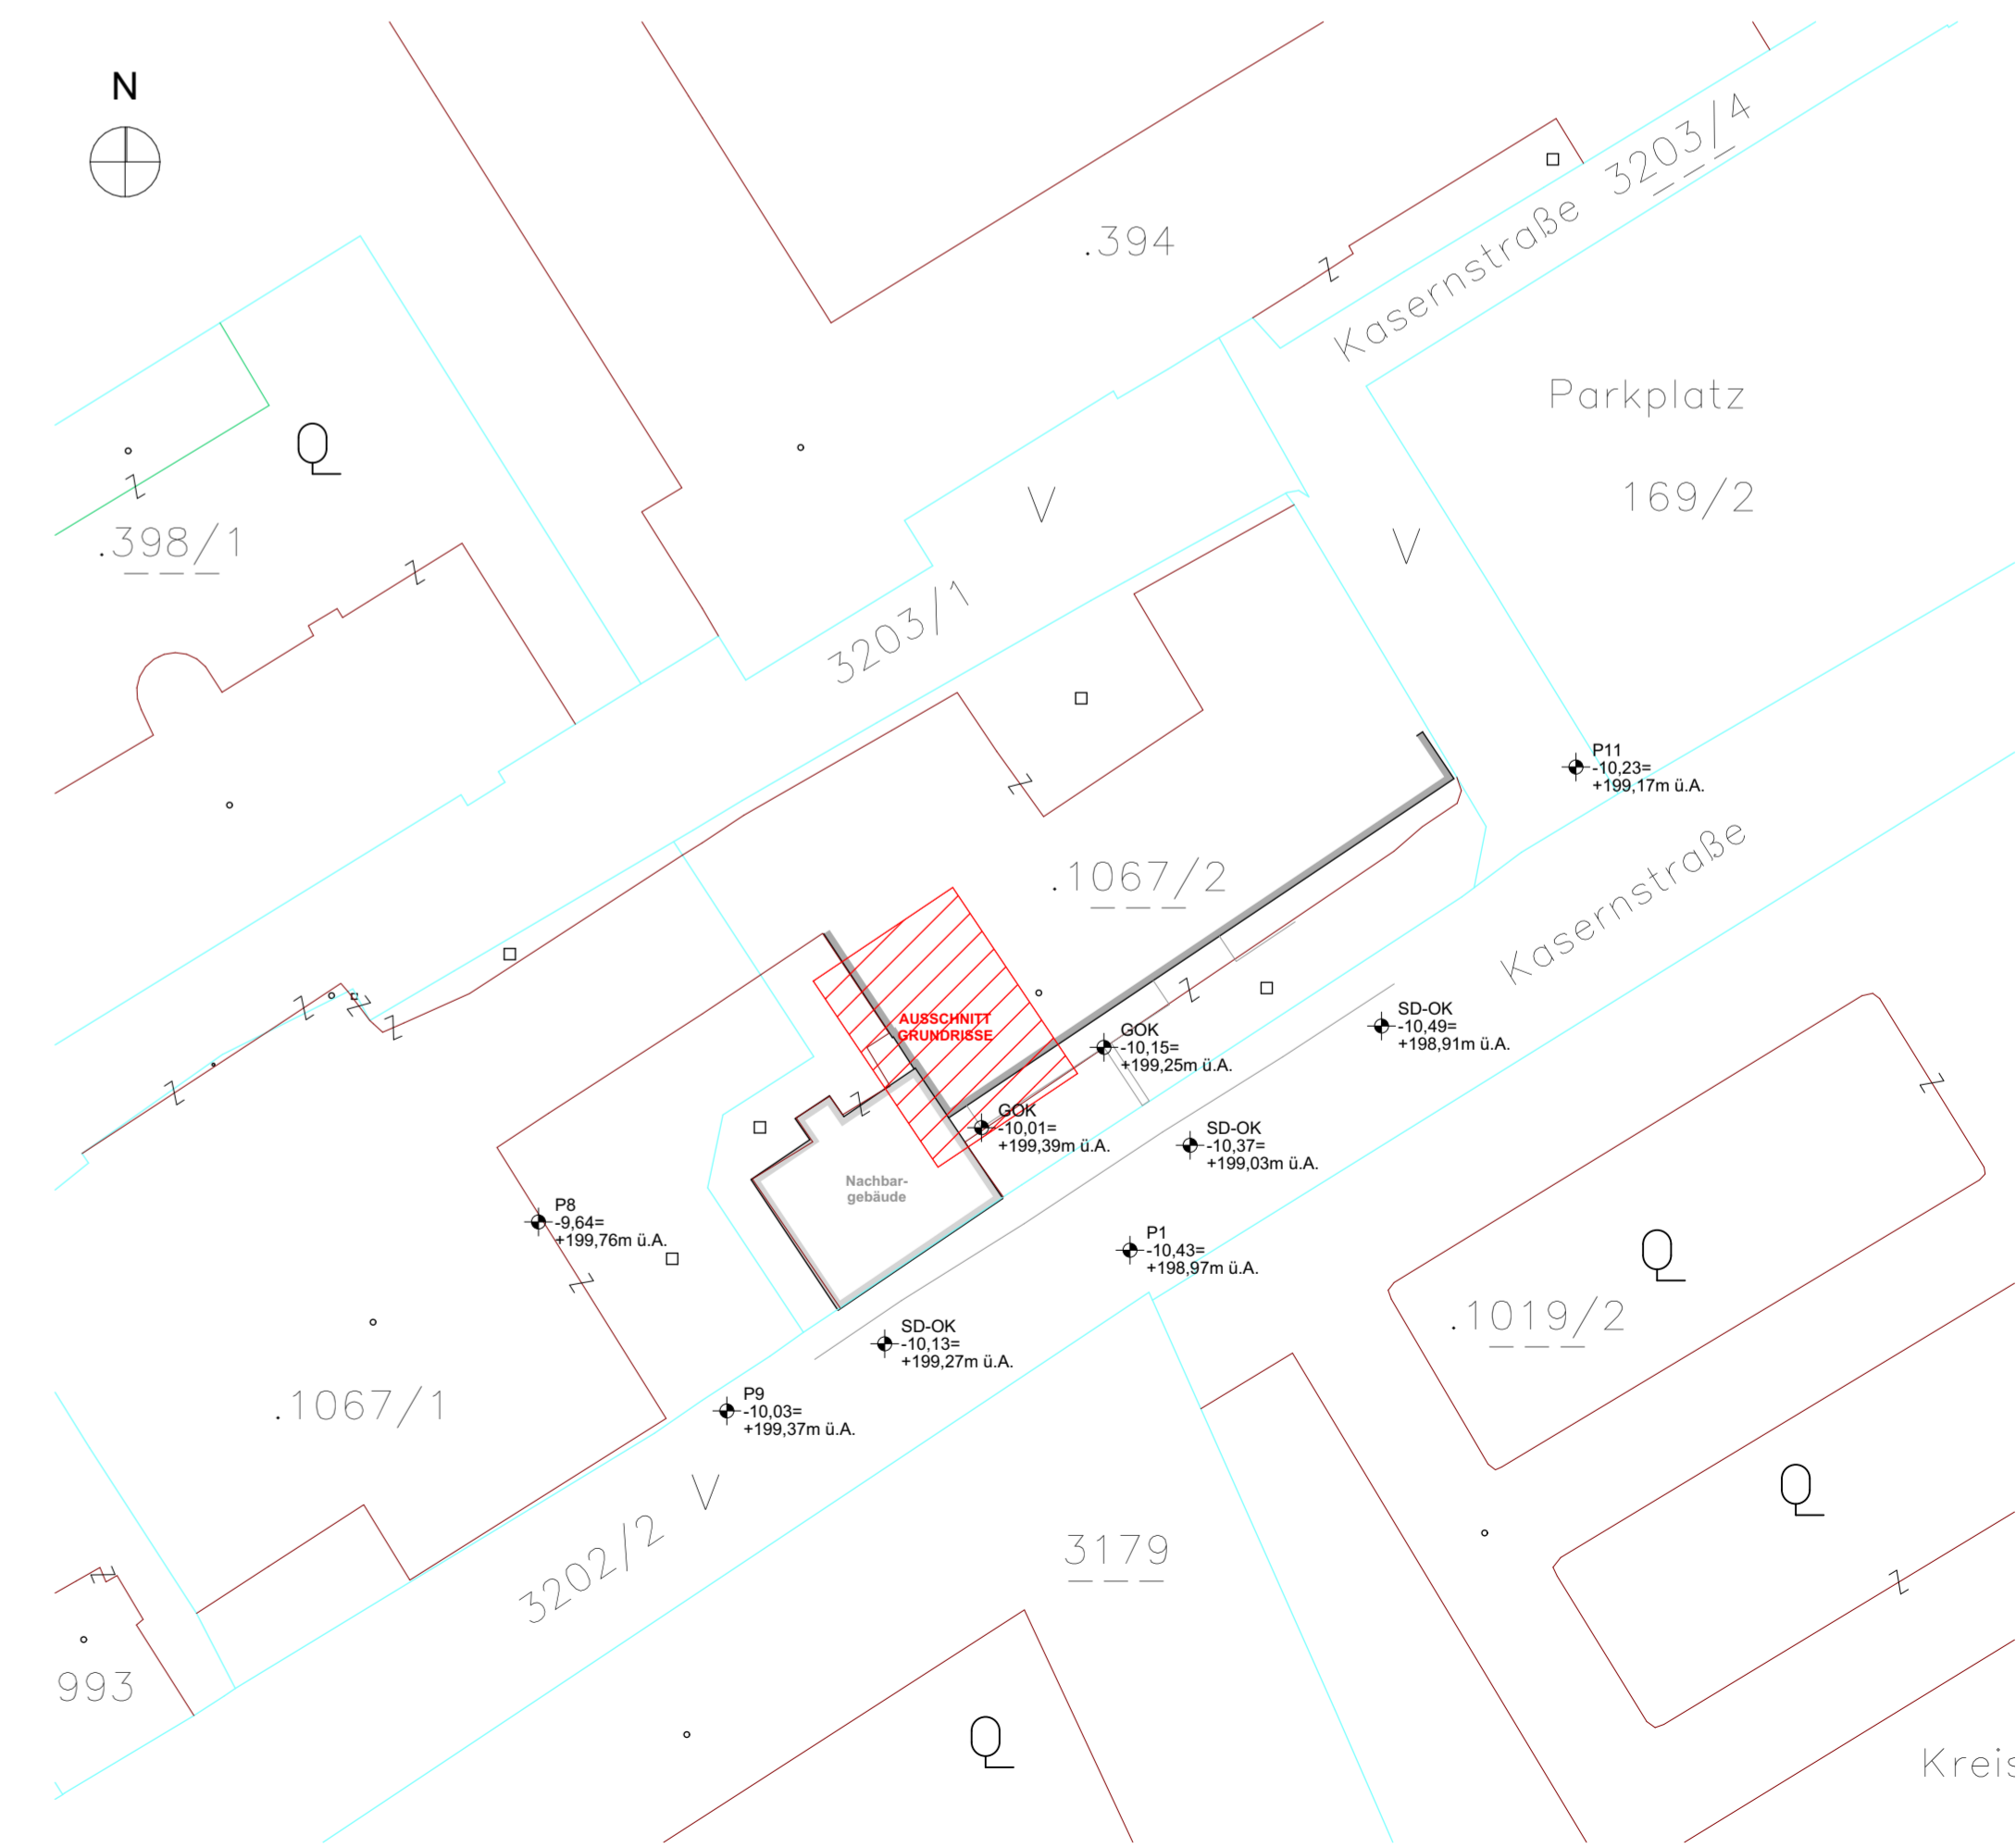 N
3203/4
Kasernstraße
.394
Parkplatz
169/2
Q
V
V
.398/1
3203/1
P11
-10,23=
+199,17m ü.A.
.1067/2
Kasernstraße
AUSSCHNITT
GRUNDRISSE
SD-OK
-10,49=
+198,91m ü.A.
GOK
-10,15=
+199,25m ü.A.
GOK
-10,01=
+199,39m ü.A.
SD-OK
-10,37=
+199,03m ü.A.
Nachbar-
gebäude
P8
-9,64=
+199,76m ü.A.
P1
-10,43=
+198,97m ü.A.
Q
.1019/2
SD-OK
-10,13=
+199,27m ü.A.
P9
-10,03=
+199,37m ü.A.
.1067/1
V
Q
3202/2
3179
993
Q
Kreis